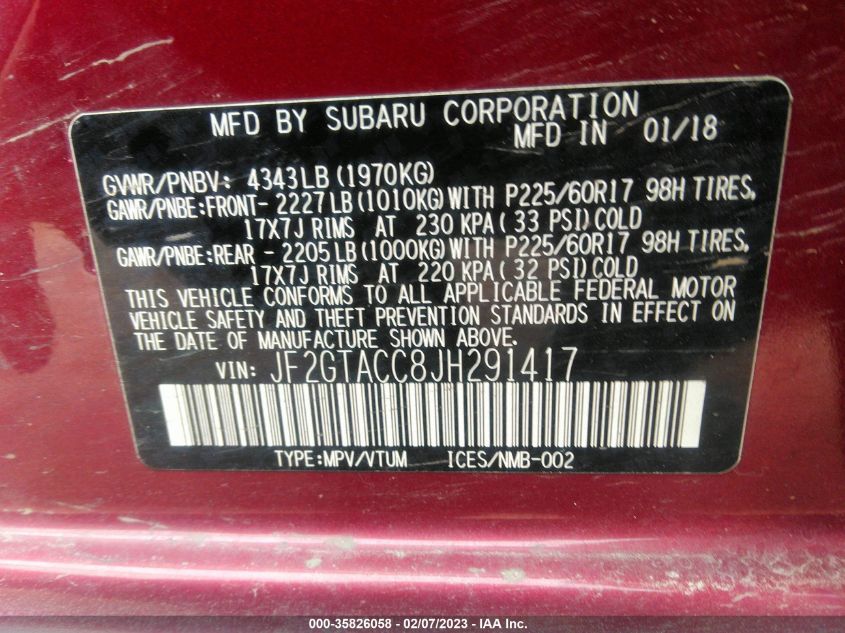 MFD BY SUBARU CORPORATION
MFD IN 01/18
GVWR/PNBV: 4343LB (1970KG)
GAWR/PNBE:FRONT- 2227LB (1010KG) WITH P225/60R17 98H TIRES,
17X7J RIMS AT 230 KPA ( 33 PSI) COLD
GAWR/PNBE:REAR - 2205LB (1000KG) WITH P225/60R17 98H TIRES,
17X7J RIMS AT 220 KPA ( 32 PSI) COLD
THIS VEHICLE CONFORMS TO ALL APPLICABLE FEDERAL MOTOR
VEHICLE SAFETY AND THEFT PREVENTION STANDARDS IN EFFECT ON
THE DATE OF MANUFACTURE SHOWN ABOVE.
VIN: JF2GTACC8JH291417
TYPE:MPV/VTUM ICES/NMB-002
000-35826058 - 02/07/2023 - IAA Inc.